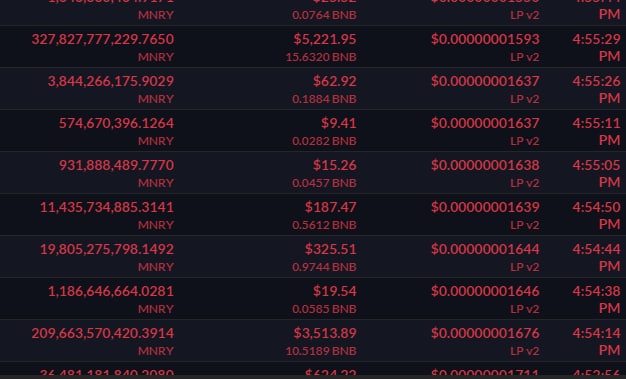 MNRY 0.0764 BNB LP v2 PM
327,827,777,229.7650 $5,221.95 $0.00000001593 4:55:29
MNRY 15.6320 BNB LP v2 PM
3,844,266,175.9029 $62.92 $0.00000001637 4:55:26
MNRY 0.1884 BNB LP v2 PM
574,670,396.1264 $9.41 $0.00000001637 4:55:11
MNRY 0.0282 BNB LP v2 PM
931,888,489.7770 $15.26 $0.00000001638 4:55:05
MNRY 0.0457 BNB LP v2 PM
11,435,734,885.3141 $187.47 $0.00000001639 4:54:50
MNRY 0.5612 BNB LP v2 PM
19,805,275,798.1492 $325.51 $0.00000001644 4:54:44
MNRY 0.9744 BNB LP v2 PM
1,186,646,664.0281 $19.54 $0.00000001646 4:54:38
MNRY 0.0585 BNB LP v2 PM
209,663,570,420.3914 $3,513.89 $0.00000001676 4:54:14
MNRY 10.5189 BNB LP v2 PM